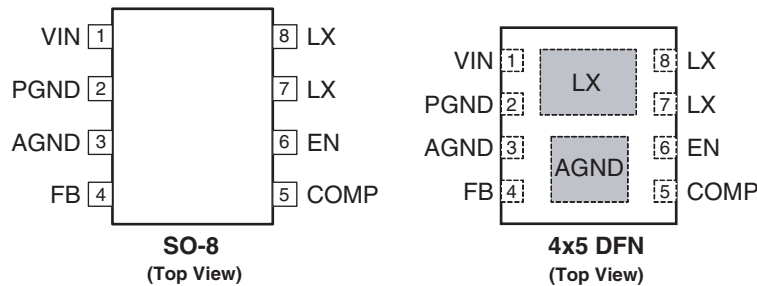 VIN 1 8 LX
PGND 2 7 LX
AGND 3 6 EN
FB 4 5 COMP
SO-8
(Top View)
VIN 1 LX 8 LX
PGND 2 7 LX
AGND 3 AGND 6 EN
FB 4 5 COMP
4x5 DFN
(Top View)